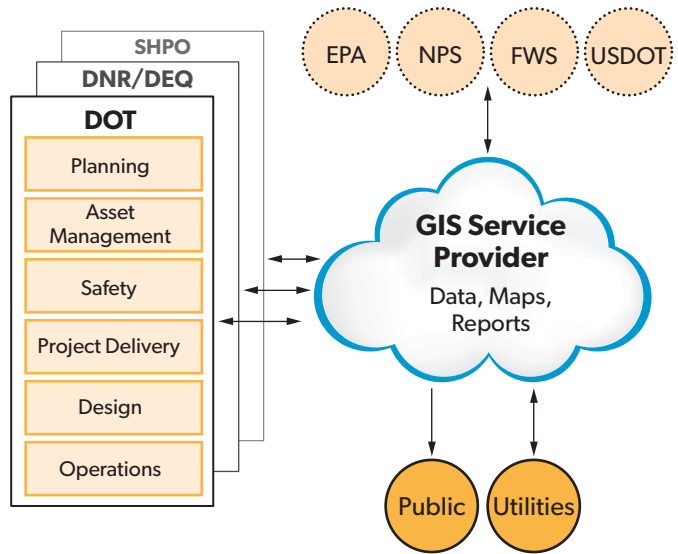 SHPO
DNR/DEQ
DOT
Planning
Asset
Management
Safety
Project Delivery
Design
Operations
EPA
NPS
FWS
USDOT
GIS Service
Provider
Data, Maps,
Reports
Public
Utilities